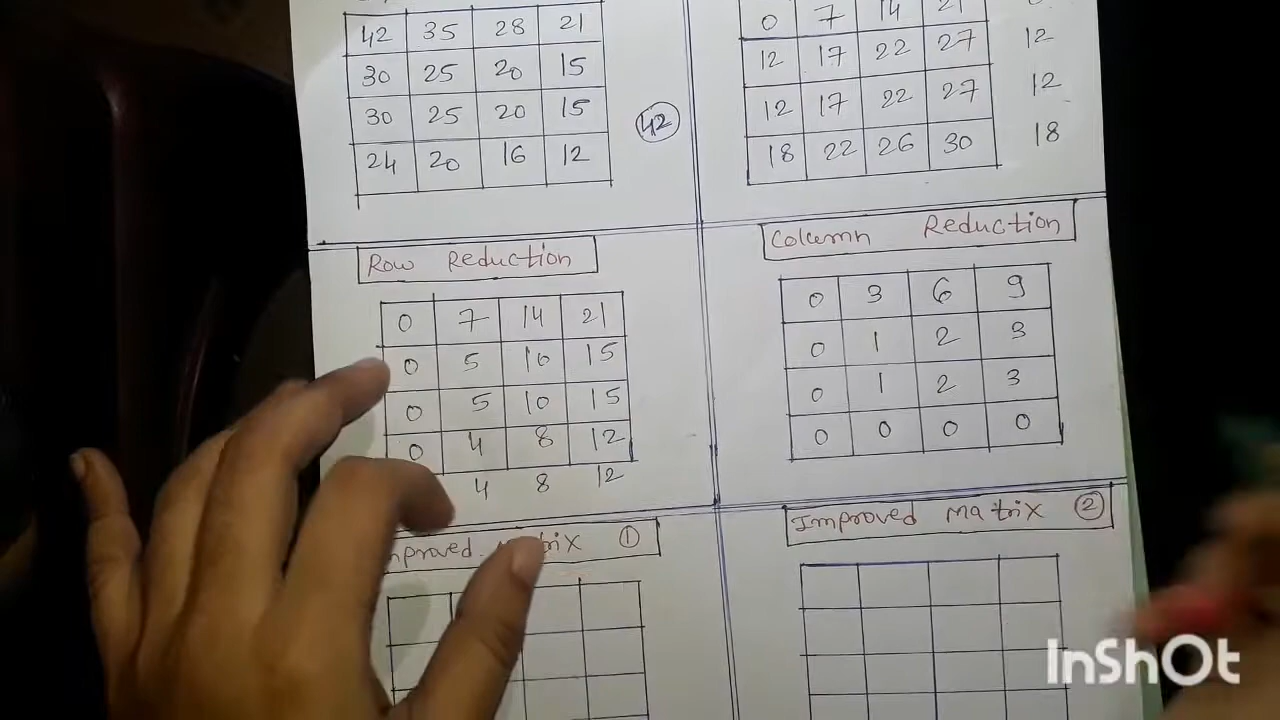 42 35 28 21
30 25 20 15
30 25 20 15
24 20 16 12
42
0 7 14 21
12 17 22 27 12
12 17 22 27 12
18 22 26 30 18
Row Reduction
0 7 14 21
0 5 10 15
0 5 10 15
0 4 8 12
4 8 12
Column Reduction
0 3 6 9
0 1 2 3
0 1 2 3
0 0 0 0
Improved Matrix 1
Improved Matrix 2
InShOt